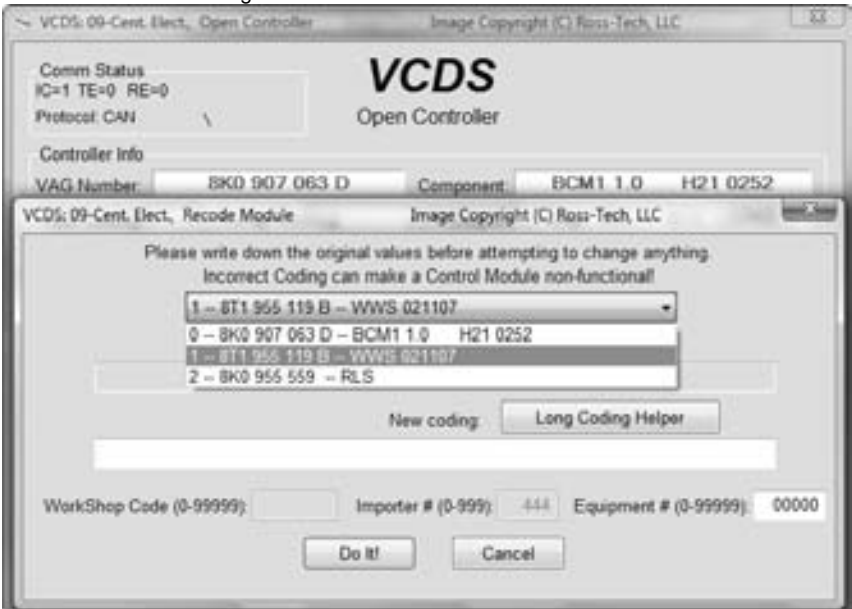 VCDS: 09-Cent. Elect., Open Controller Image Copyright (C) Ross-Tech, LLC
Comm Status
IC=1 TE=0 RE=0
Protocol: CAN \
VCDS
Open Controller
Controller Info
VAG Number: 8K0 907 063 D Component: BCM1 1.0 H21 0252
VCDS: 09-Cent. Elect., Recode Module Image Copyright (C) Ross-Tech, LLC
Please write down the original values before attempting to change anything.
Incorrect Coding can make a Control Module non-functional!
1 -- 8T1 955 119 B -- WWS 021107
0 -- 8K0 907 063 D -- BCM1 1.0 H21 0252
1 -- 8T1 955 119 B -- WWS 021107
2 -- 8K0 955 559 -- RLS
New coding: Long Coding Helper
WorkShop Code (0-99999): Importer # (0-999): 444 Equipment # (0-99999): 00000
Do It! Cancel